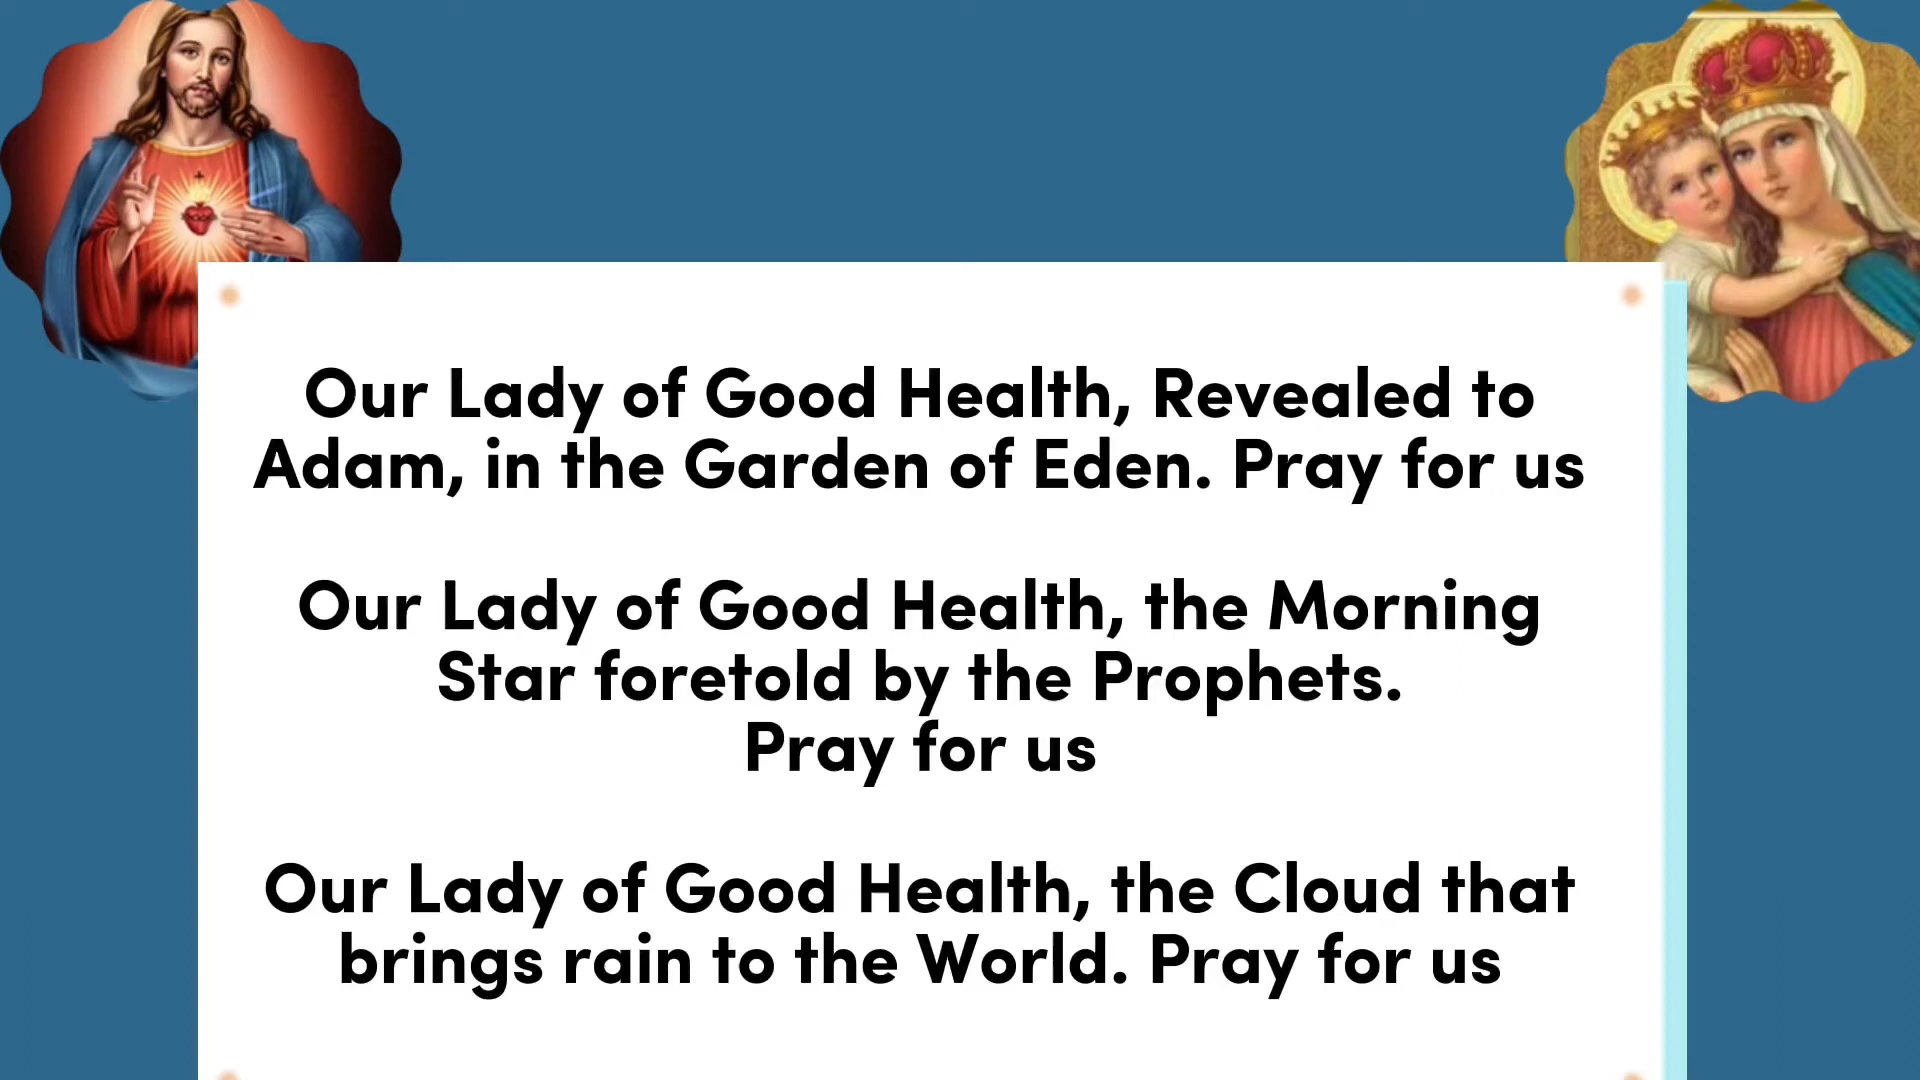 Our Lady of Good Health, Revealed to
Adam, in the Garden of Eden. Pray for us
Our Lady of Good Health, the Morning
Star foretold by the Prophets.
Pray for us
Our Lady of Good Health, the Cloud that
brings rain to the World. Pray for us